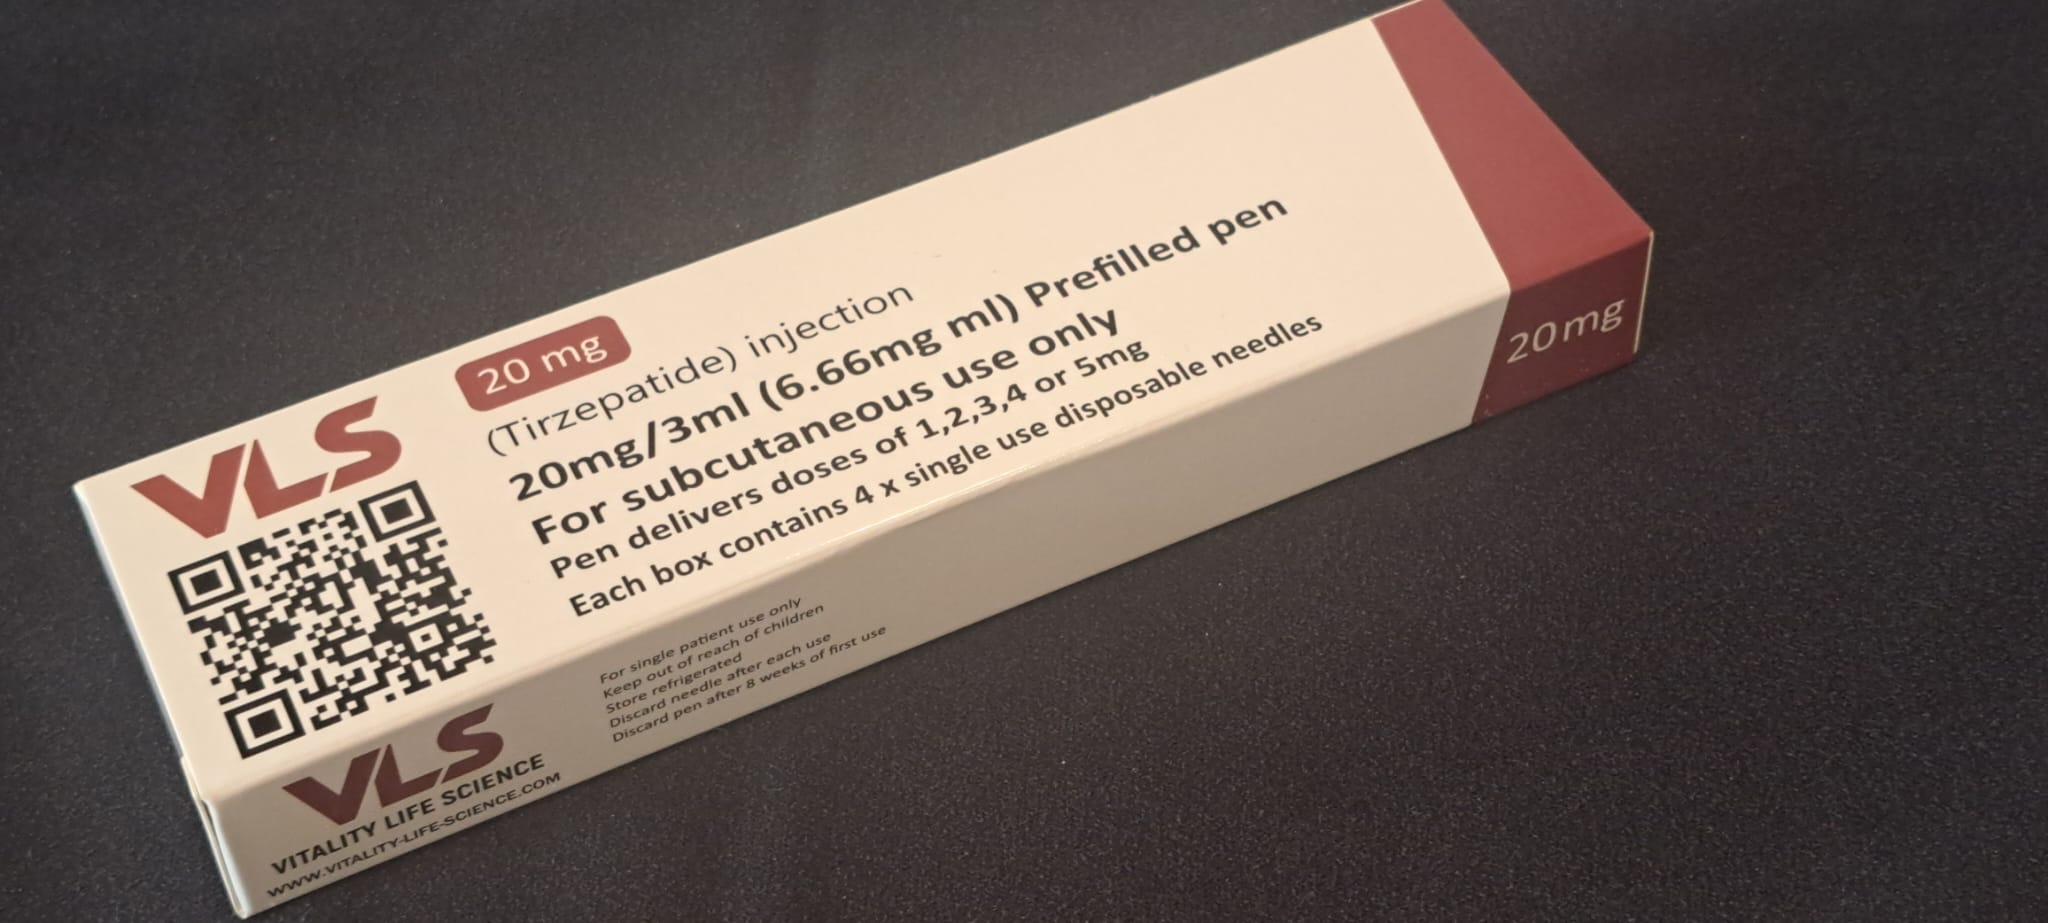 VLS
20 mg
(Tirzepatide) injection
20mg/3ml (6.66mg ml) Prefilled pen
For subcutaneous use only
Pen delivers doses of 1,2,3,4 or 5mg
Each box contains 4 x single use disposable needles
20mg
VLS
VITALITY LIFE SCIENCE
WWW.VITALITY-LIFE-SCIENCE.COM
For single patient use only
Keep out of reach of children
Store refrigerated
Discard needle after each use
Discard pen after 8 weeks of first use